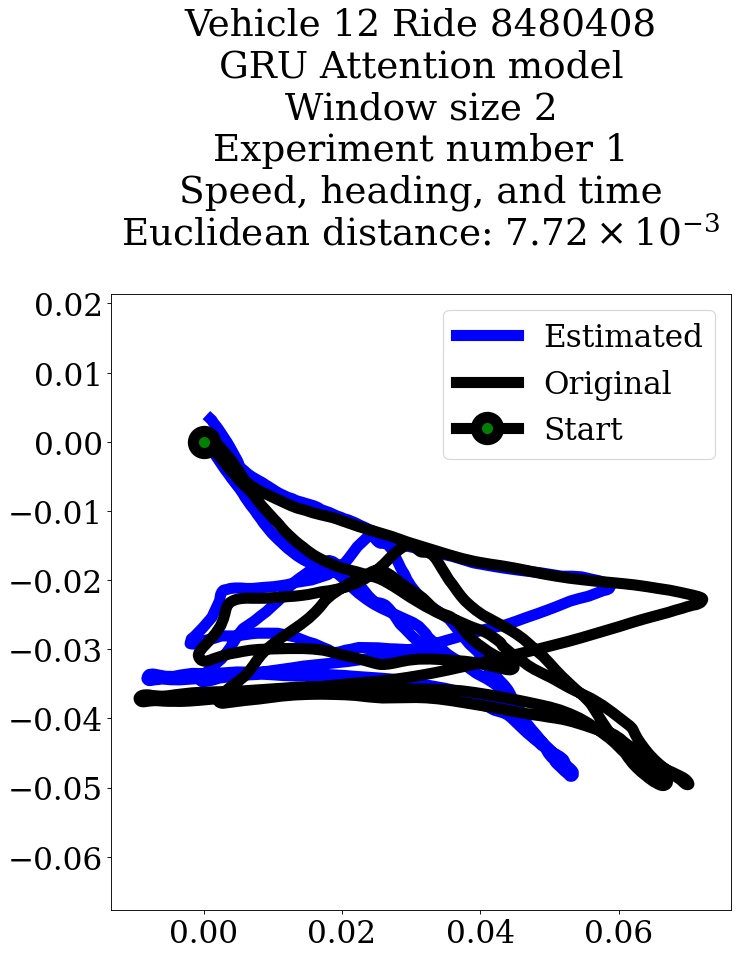 Vehicle 12 Ride 8480408
GRU Attention model
Window size 2
Experiment number 1
Speed, heading, and time
Euclidean distance: 7.72 × 10⁻³
Estimated
Original
Start
0.02
0.01
0.00
−0.01
−0.02
−0.03
−0.04
−0.05
−0.06
0.00 0.02 0.04 0.06